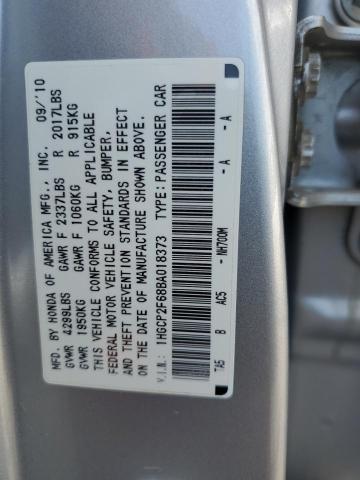 MFD. BY HONDA OF AMERICA MFG., INC. 09/'10
GVWR 4299LBS GAWR F 2337LBS R 2017LBS
GVWR 1950KG GAWR F 1060KG R 915KG
THIS VEHICLE CONFORMS TO ALL APPLICABLE
FEDERAL MOTOR VEHICLE SAFETY, BUMPER,
AND THEFT PREVENTION STANDARDS IN EFFECT
ON THE DATE OF MANUFACTURE SHOWN ABOVE.
V.I.N.: 1HGCP2F68BA018373 TYPE: PASSENGER CAR
TA5 B AC5 - NH700M - A - A